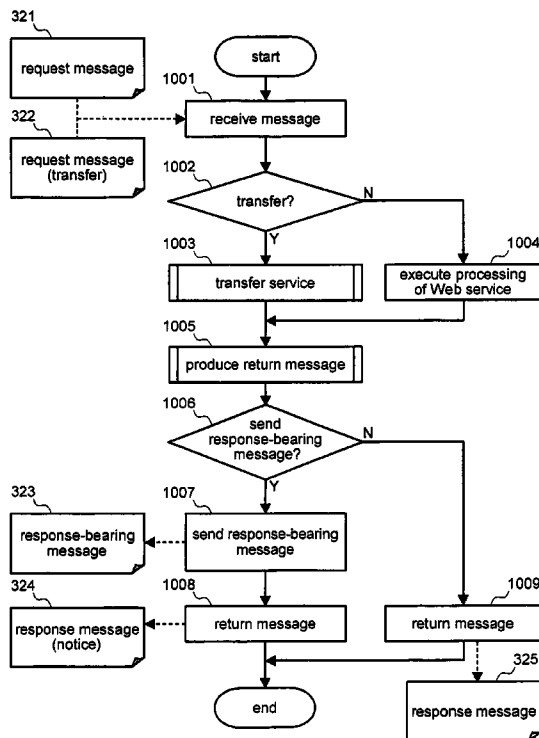 321
request message
start
1001
receive message
322
request message
(transfer)
1002
transfer?
N
Y
1003
transfer service
1004
execute processing
of Web service
1005
produce return message
1006
send
response-bearing
message?
N
Y
323
response-bearing
message
1007
send response-bearing
message
324
response message
(notice)
1008
return message
1009
return message
325
response message
end